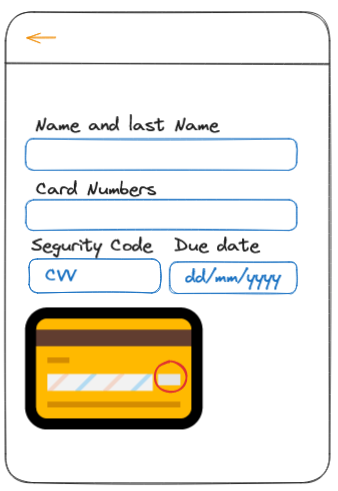 Name and last Name
Card Numbers
Segurity Code Due date
CVV dd/mm/yyyy